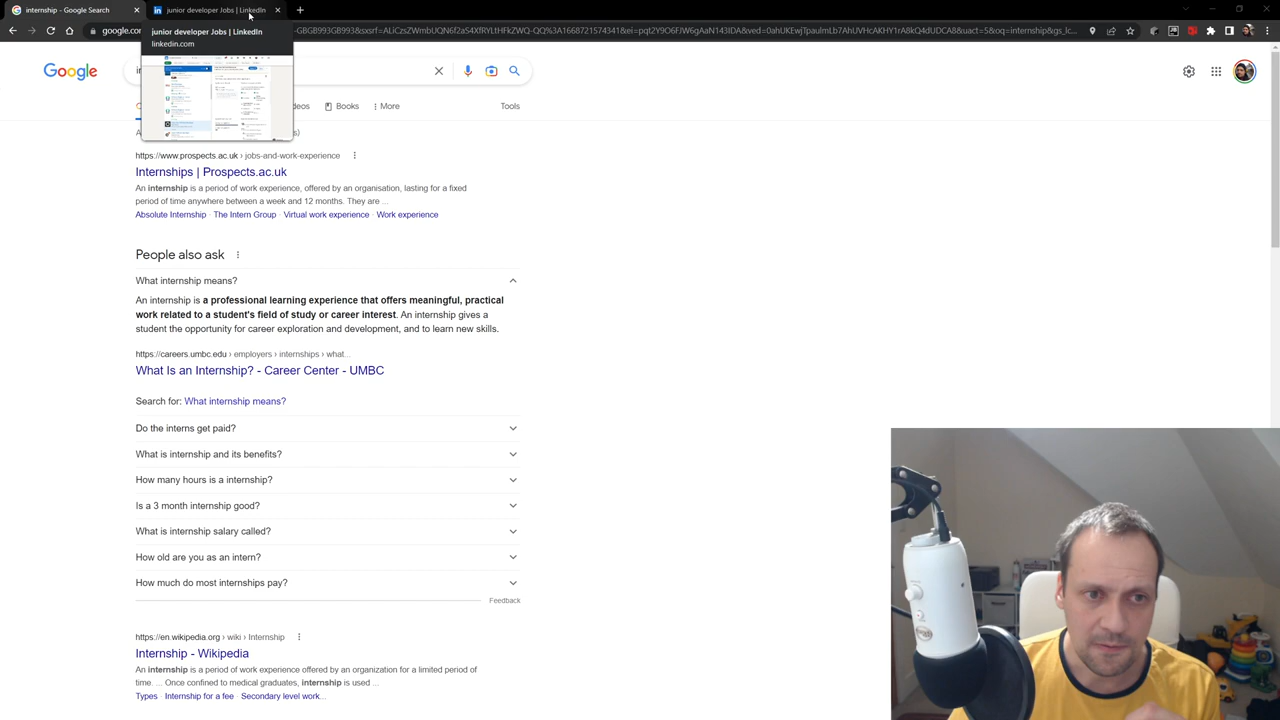 internship - Google Search
junior developer Jobs | LinkedIn
junior developer Jobs | LinkedIn
linkedin.com
Google
Books
More
Tools
https://www.prospects.ac.uk › jobs-and-work-experience
Internships | Prospects.ac.uk
An internship is a period of work experience, offered by an organisation, lasting for a fixed
period of time anywhere between a week and 12 months. They are ...
Absolute Internship · The Intern Group · Virtual work experience · Work experience
People also ask
What internship means?
An internship is a professional learning experience that offers meaningful, practical
work related to a student's field of study or career interest. An internship gives a
student the opportunity for career exploration and development, and to learn new skills.
https://careers.umbc.edu › employers › internships › what...
What Is an Internship? - Career Center - UMBC
Search for: What internship means?
Do the interns get paid?
What is internship and its benefits?
How many hours is a internship?
Is a 3 month internship good?
What is internship salary called?
How old are you as an intern?
How much do most internships pay?
Feedback
https://en.wikipedia.org › wiki › Internship
Internship - Wikipedia
An internship is a period of work experience offered by an organization for a limited period of
time. ... Once confined to medical graduates, internship is used ...
Types · Internship for a fee · Secondary level work...